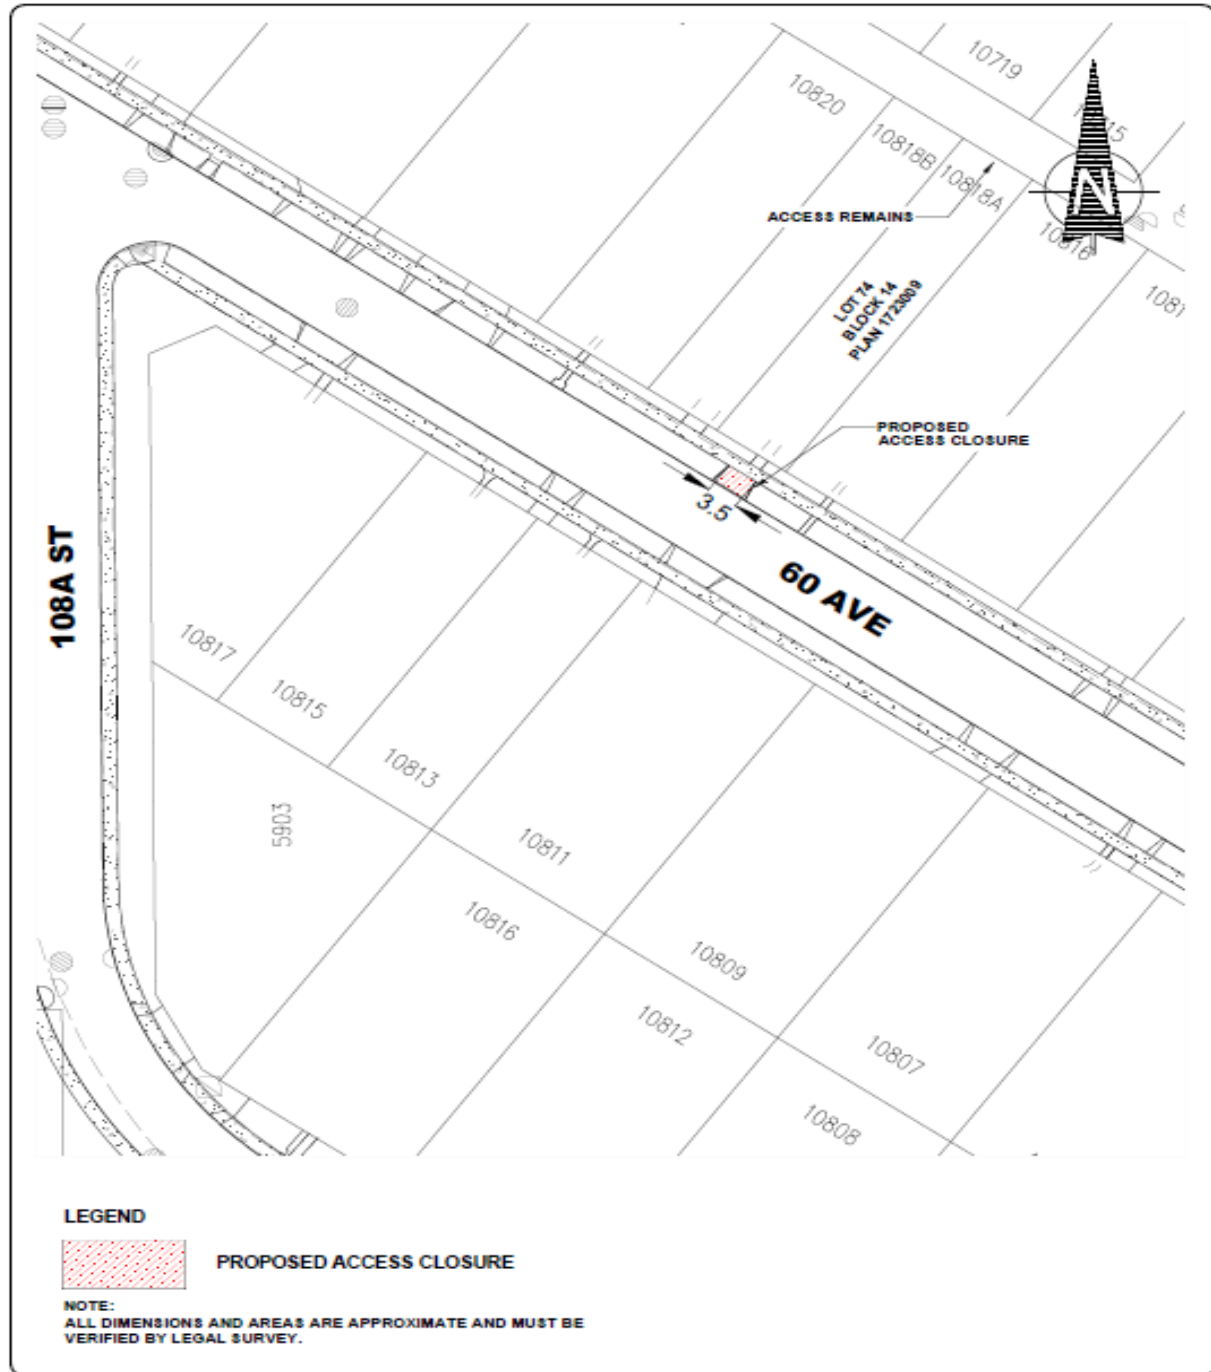 10719
10820
10818B
10818A
ACCESS REMAINS
N
10816
LOT 74
BLOCK 14
PLAN 1723009
PROPOSED
ACCESS CLOSURE
3.5
60 AVE
108A ST
10817
10815
10813
5903
10811
10816
10809
10812
10807
10808
LEGEND
PROPOSED ACCESS CLOSURE
NOTE:
ALL DIMENSIONS AND AREAS ARE APPROXIMATE AND MUST BE
VERIFIED BY LEGAL SURVEY.